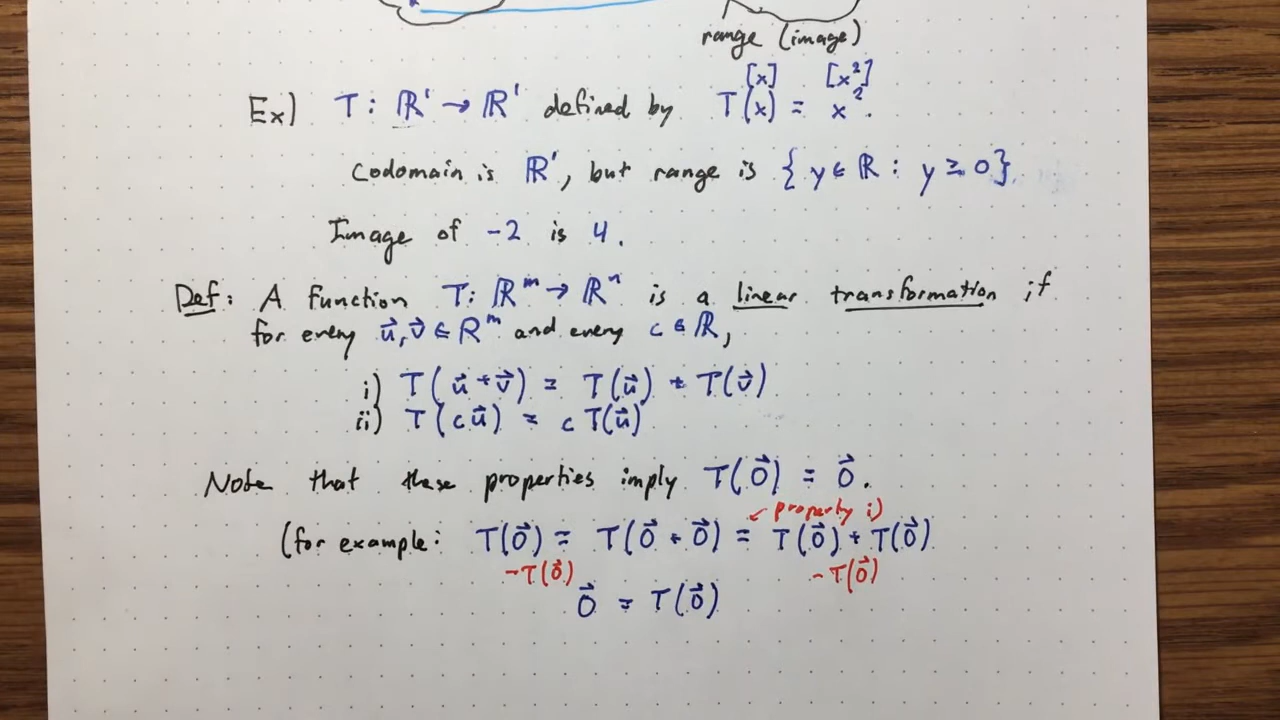 range (image)
[x] [x²]
Ex) T: ℝ¹ → ℝ¹ defined by T(x) = x².
Codomain is ℝ¹, but range is {y ∈ ℝ : y ≥ 0}.
Image of -2 is 4.
Def: A function T: ℝᵐ → ℝⁿ is a linear transformation if
for every u⃗, v⃗ ∈ ℝᵐ and every c ∈ ℝ,
i) T(u⃗ + v⃗) = T(u⃗) + T(v⃗)
ii) T(cu⃗) = c T(u⃗)
Note that these properties imply T(0⃗) = 0⃗.
↙ property i)
(for example: T(0⃗) = T(0⃗ + 0⃗) = T(0⃗) + T(0⃗)
-T(0⃗) -T(0⃗)
0⃗ = T(0⃗)